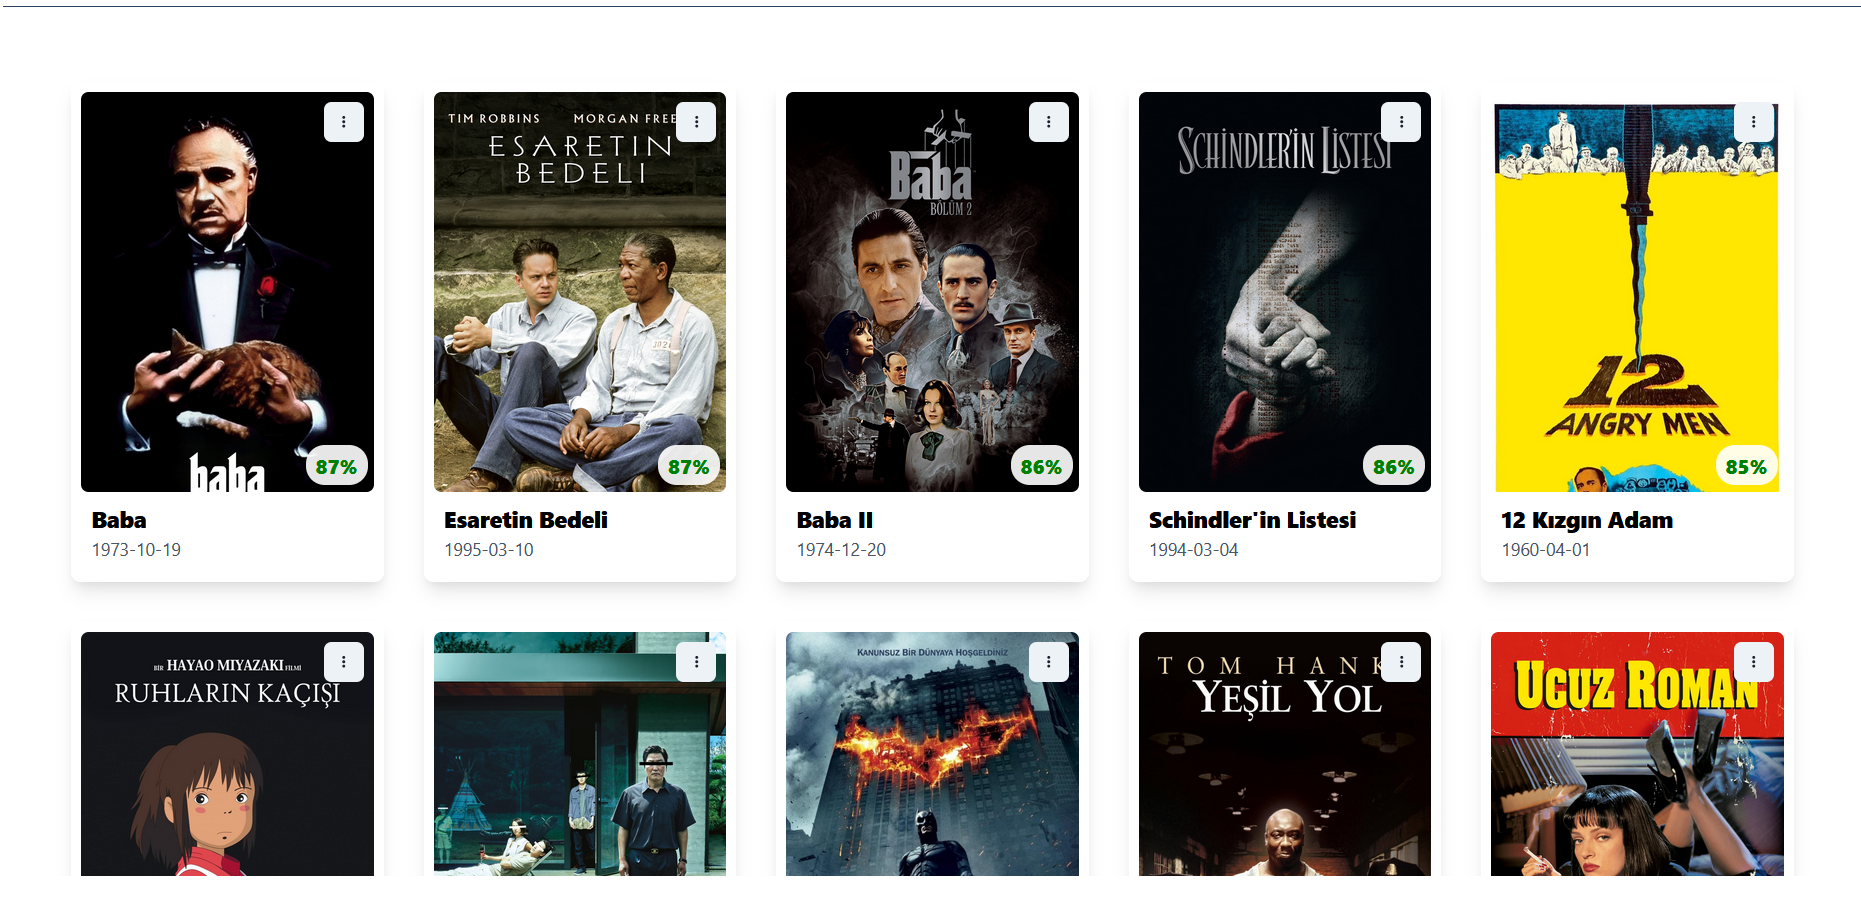 TIM ROBBINS MORGAN FREE
ESARETIN
BEDELI
Baba
BÖLÜM 2
SCHİNDLER'İN LİSTESİ
12
ANGRY MEN
baba
87%
87%
86%
86%
85%
Baba
1973-10-19
Esaretin Bedeli
1995-03-10
Baba II
1974-12-20
Schindler'in Listesi
1994-03-04
12 Kızgın Adam
1960-04-01
BİR HAYAO MIYAZAKI FİLMİ
RUHLARIN KAÇIŞI
KANUNSUZ BİR DÜNYAYA HOŞGELDİNİZ
TOM HANK
YEŞİL YOL
UCUZ ROMAN